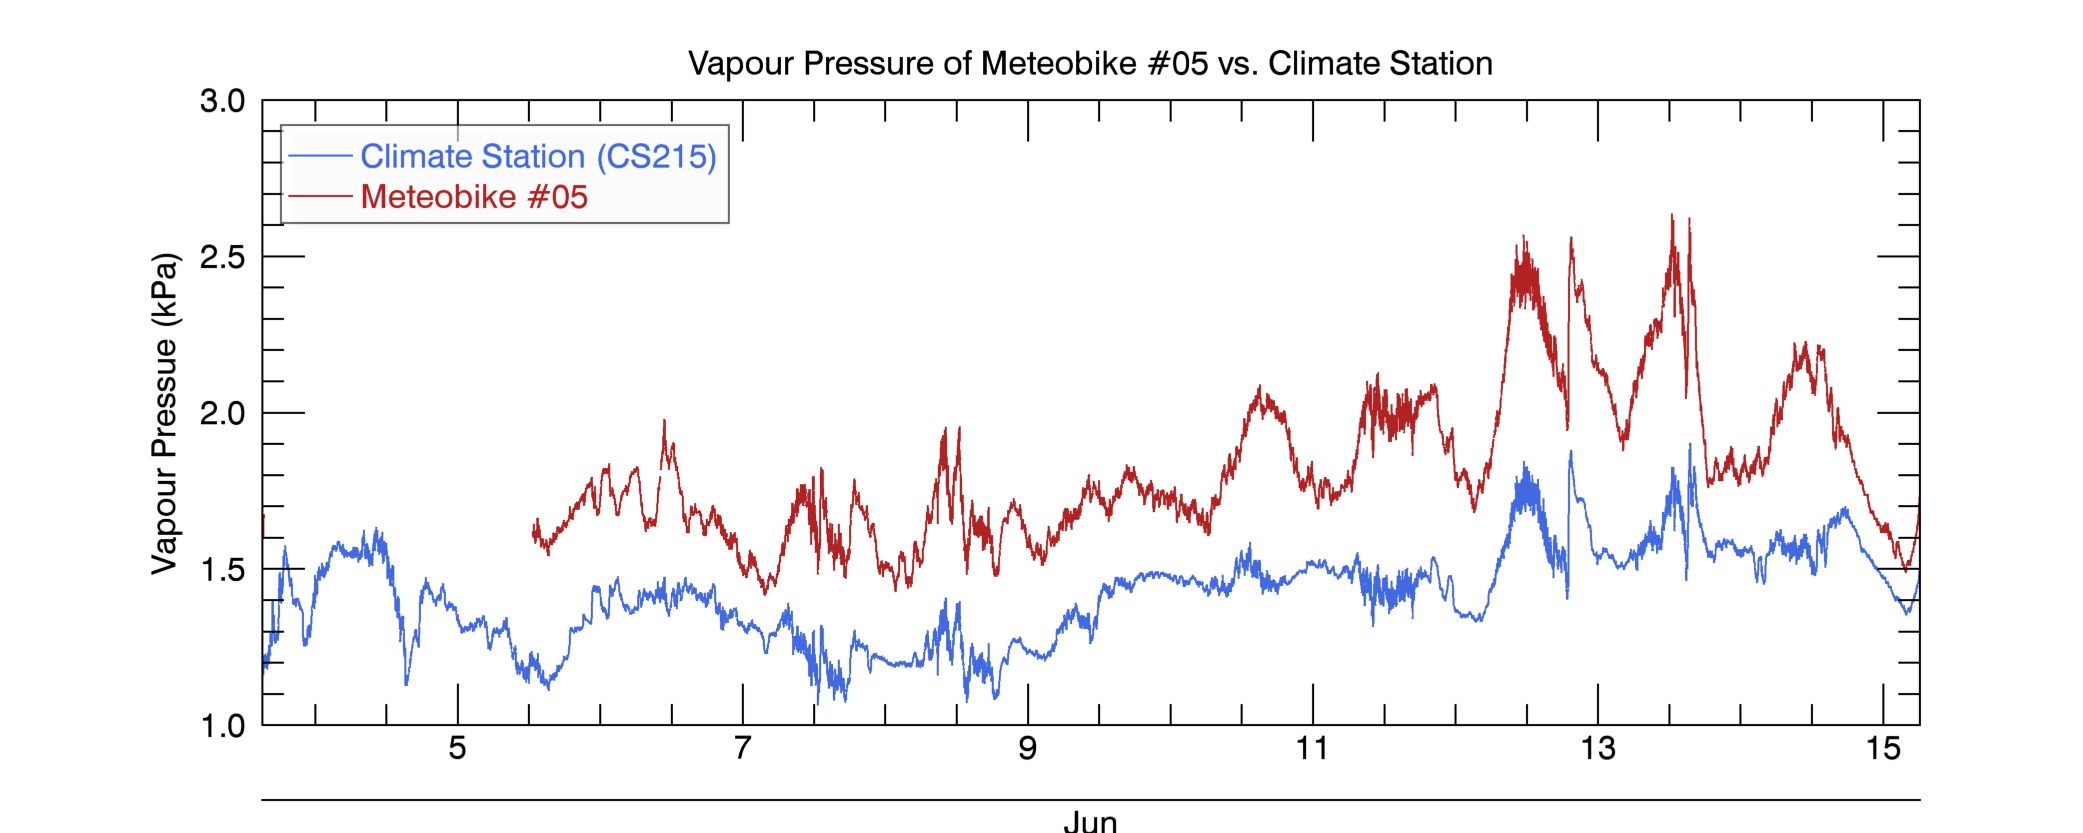 Vapour Pressure of Meteobike #05 vs. Climate Station
3.0
Climate Station (CS215)
Meteobike #05
2.5
2.0
1.5
1.0
Vapour Pressue (kPa)
5 7 9 11 13 15
Jun